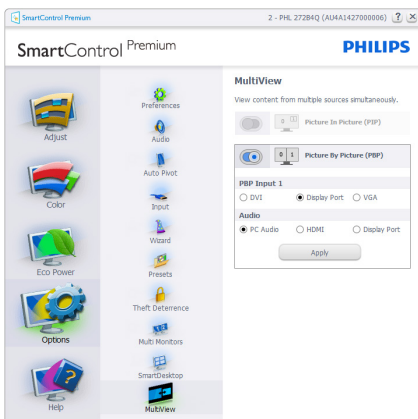 SmartControl Premium
2 - PHL 272B4Q (AU4A1427000006) ? X
SmartControl Premium
PHILIPS
Adjust
Color
Eco Power
Options
Help
Preferences
Audio
Auto Pivot
Input
Wizard
Presets
Theft Deterrence
Multi Monitors
SmartDesktop
MultiView
MultiView
View content from multiple sources simultaneously.
0 Picture In Picture (PIP)
0 1 Picture By Picture (PBP)
PBP Input 1
DVI Display Port VGA
Audio
PC Audio HDMI Display Port
Apply